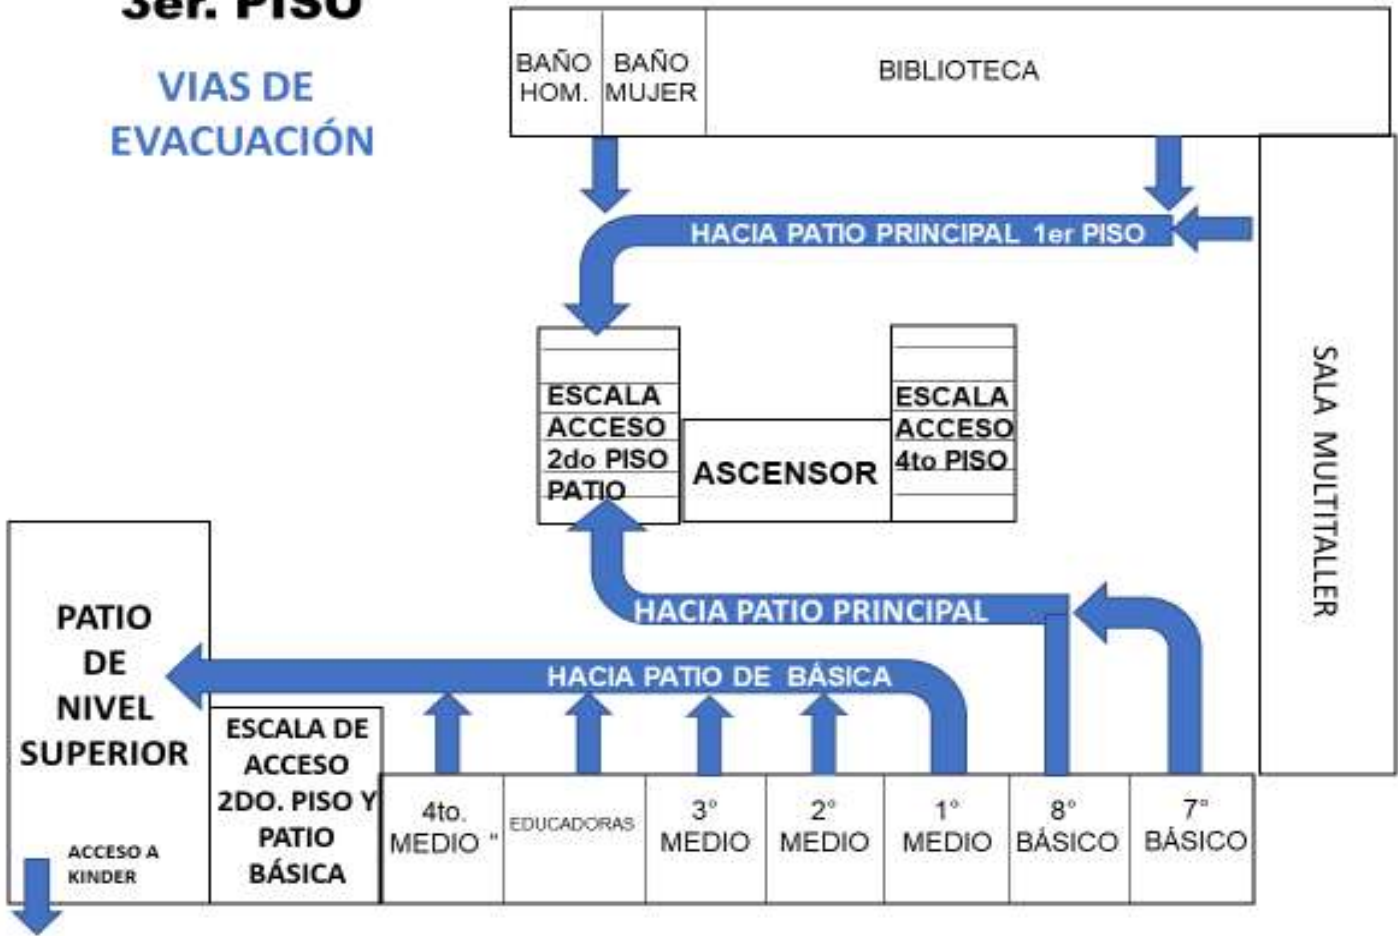 3er. PISO
VIAS DE
EVACUACIÓN
BAÑO
HOM.
BAÑO
MUJER
BIBLIOTECA
HACIA PATIO PRINCIPAL 1er PISO
SALA MULTITALLLER
ESCALA
ACCESO
2do PISO
PATIO
ASCENSOR
ESCALA
ACCESO
4to PISO
HACIA PATIO PRINCIPAL
HACIA PATIO DE BÁSICA
PATIO
DE
NIVEL
SUPERIOR
ACCESO A
KINDER
ESCALA DE
ACCESO
2DO. PISO Y
PATIO
BÁSICA
4to.
MEDIO "
EDUCADORAS
3°
MEDIO
2°
MEDIO
1°
MEDIO
8°
BÁSICO
7°
BÁSICO